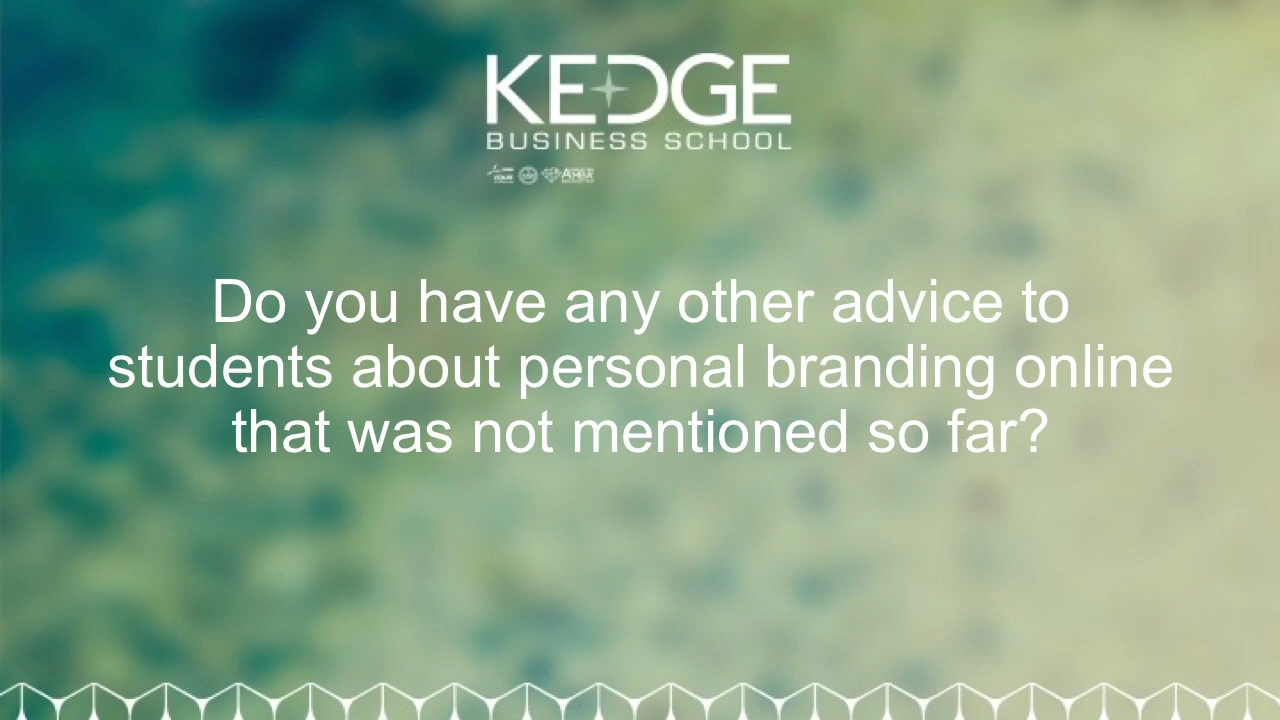 KEDGE
BUSINESS SCHOOL
Do you have any other advice to
students about personal branding online
that was not mentioned so far?